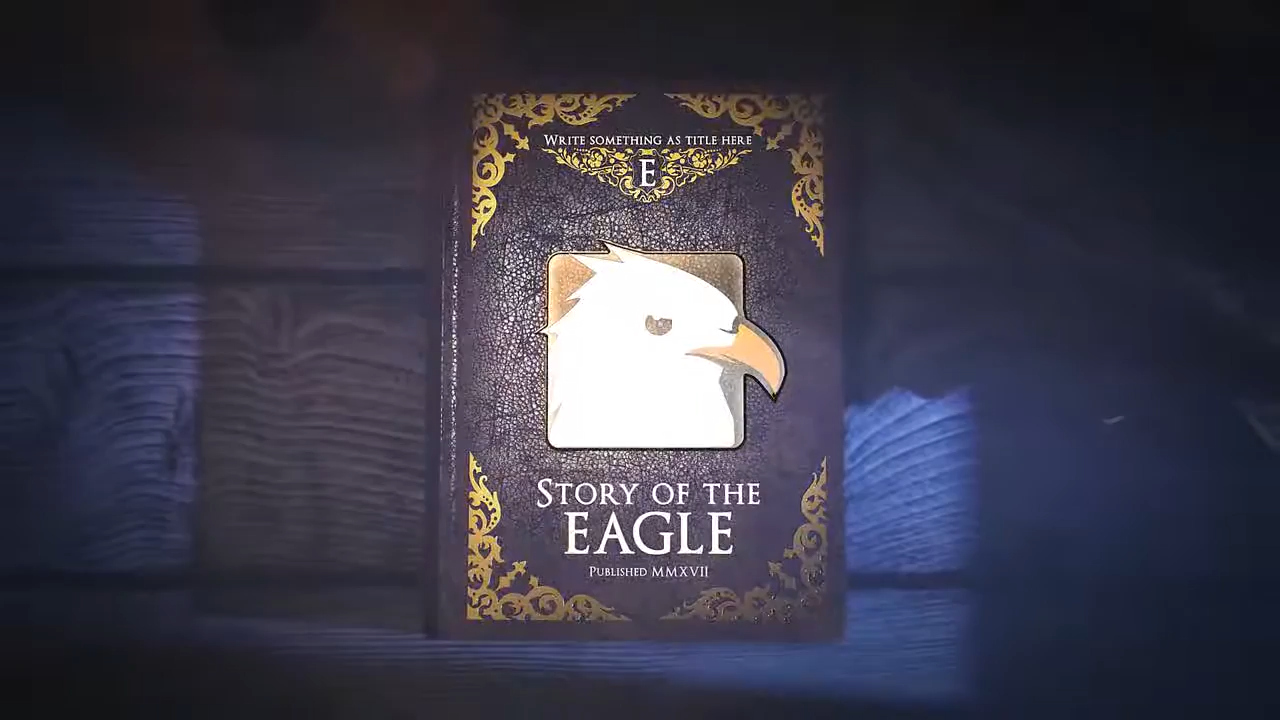 Write something as title here
E
Story of the
EAGLE
Published MMXVII